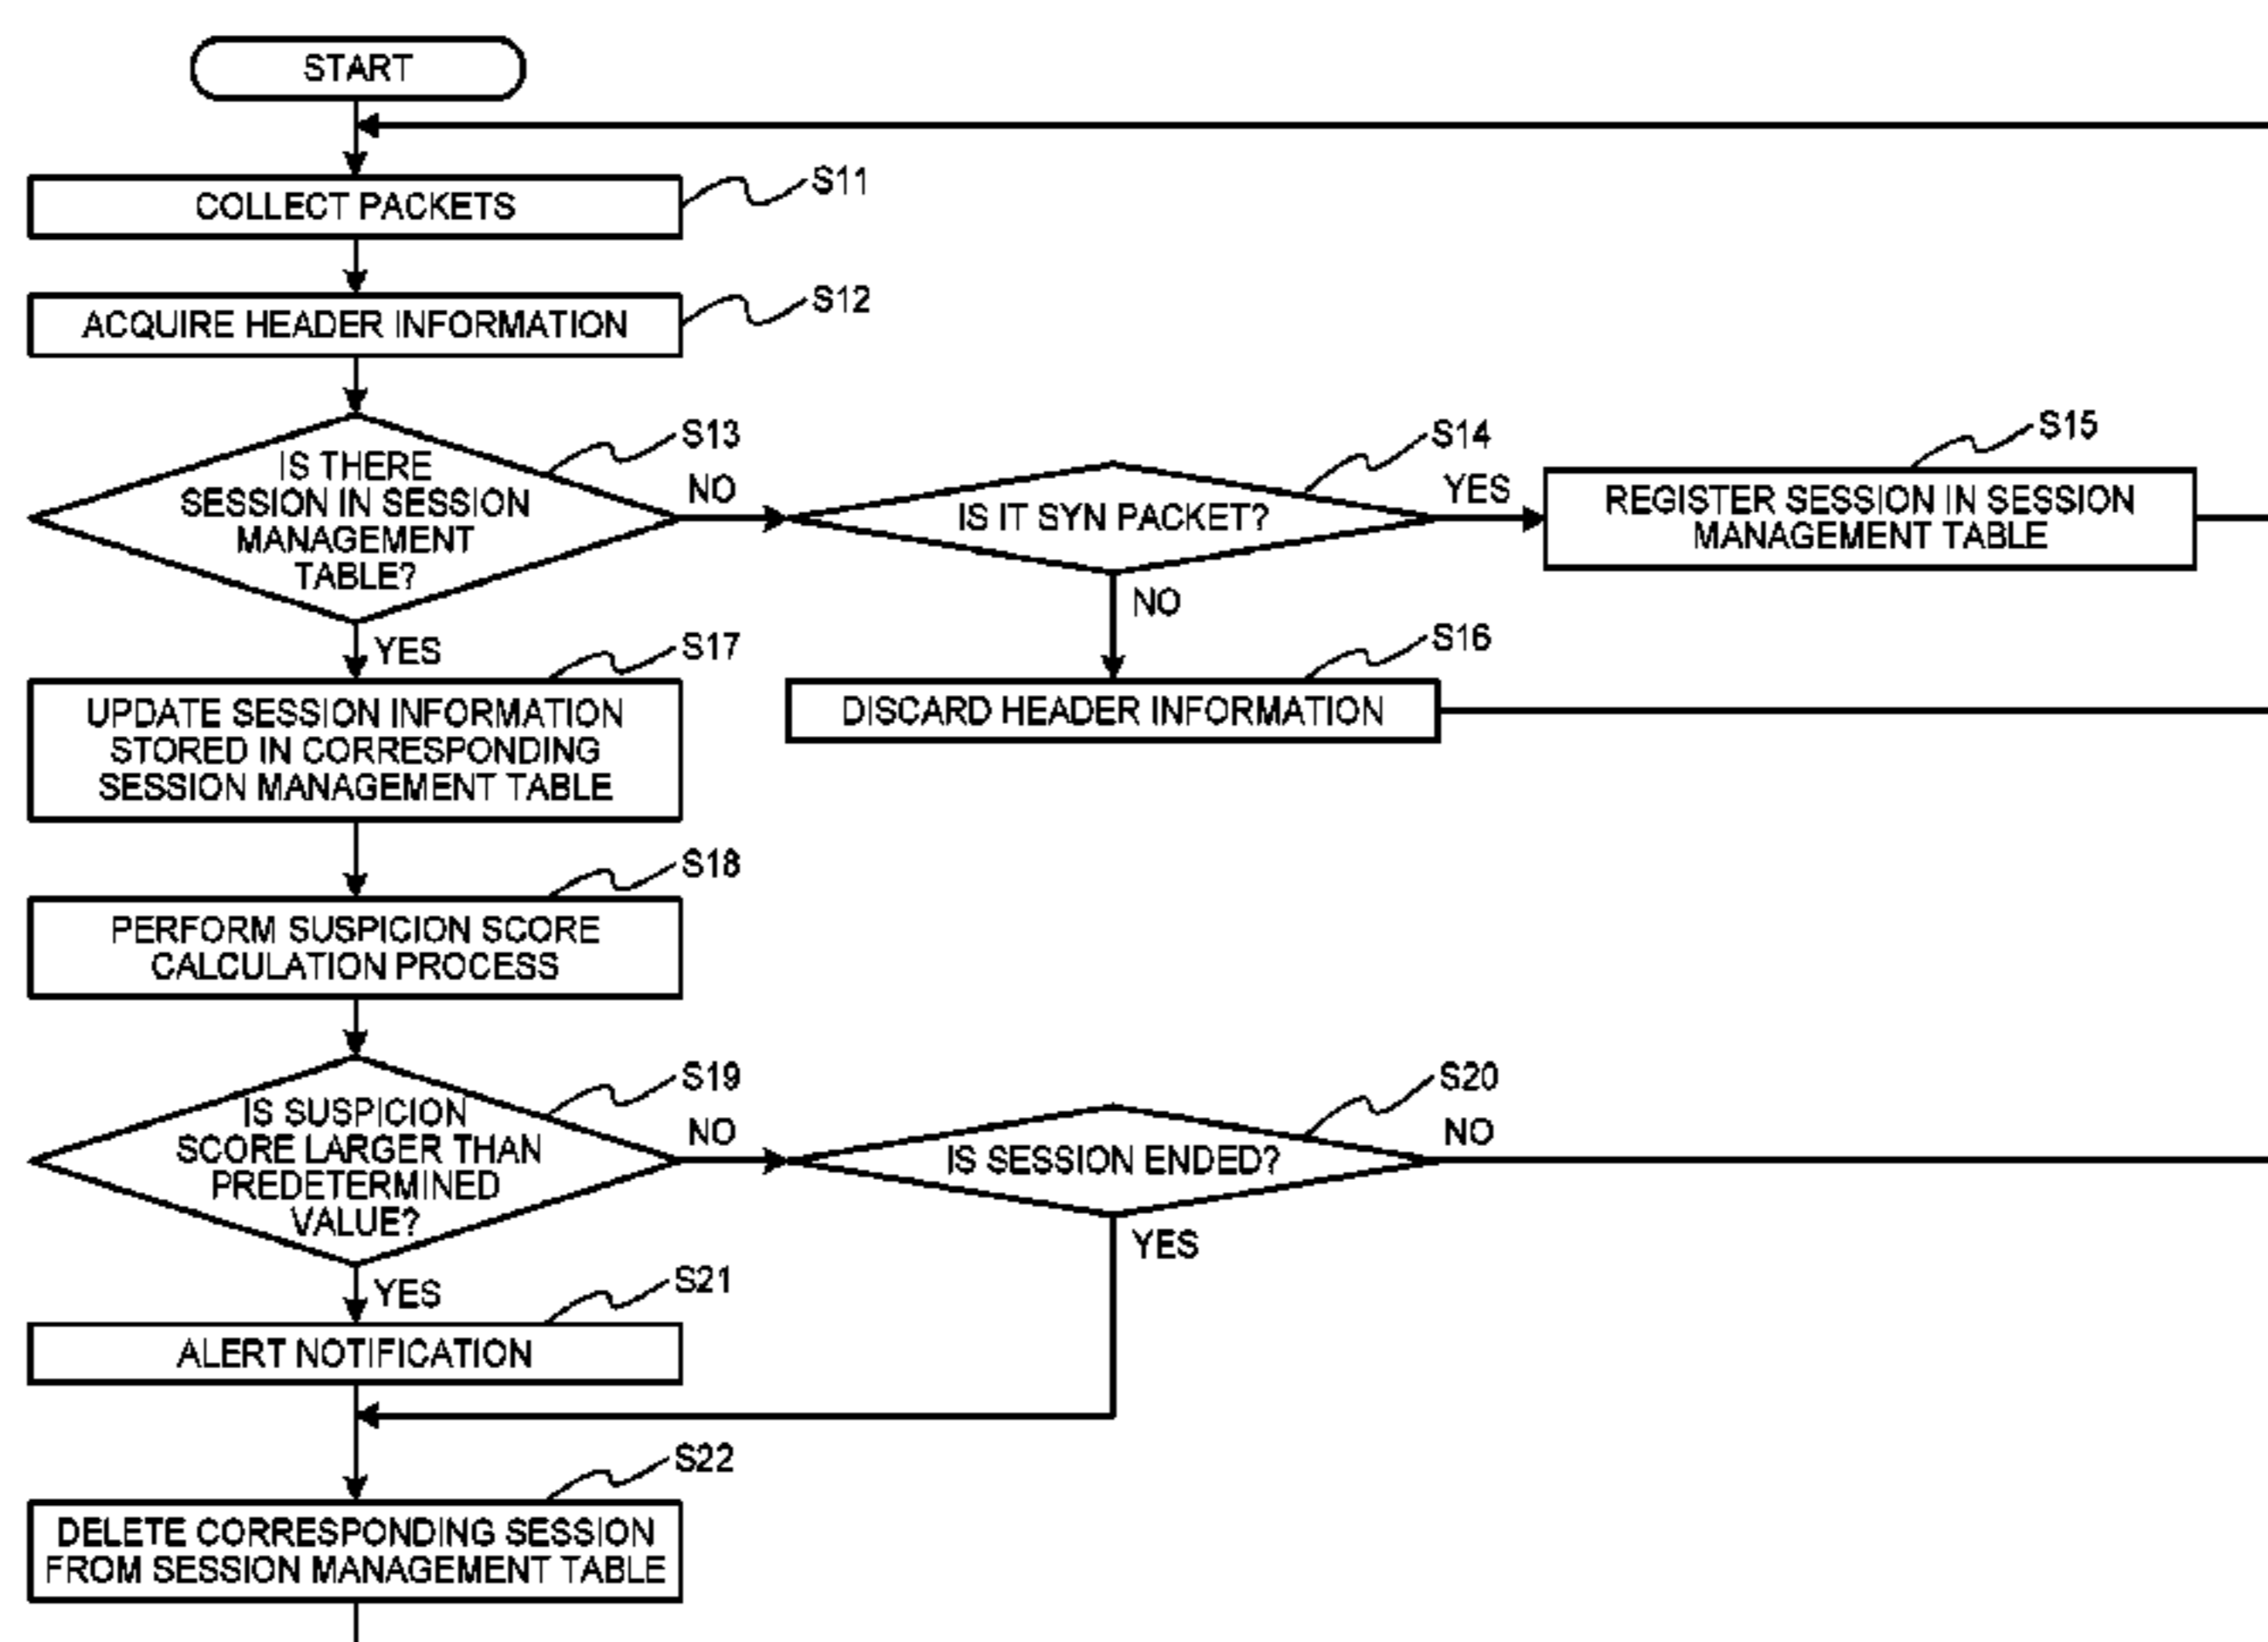 START
COLLECT PACKETS
S11
ACQUIRE HEADER INFORMATION
S12
IS THERE
SESSION IN SESSION
MANAGEMENT
TABLE?
S13
NO
YES
IS IT SYN PACKET?
S14
YES
NO
REGISTER SESSION IN SESSION
MANAGEMENT TABLE
S15
DISCARD HEADER INFORMATION
S16
UPDATE SESSION INFORMATION
STORED IN CORRESPONDING
SESSION MANAGEMENT TABLE
S17
PERFORM SUSPICION SCORE
CALCULATION PROCESS
S18
IS SUSPICION
SCORE LARGER THAN
PREDETERMINED
VALUE?
S19
NO
YES
IS SESSION ENDED?
S20
NO
YES
ALERT NOTIFICATION
S21
DELETE CORRESPONDING SESSION
FROM SESSION MANAGEMENT TABLE
S22